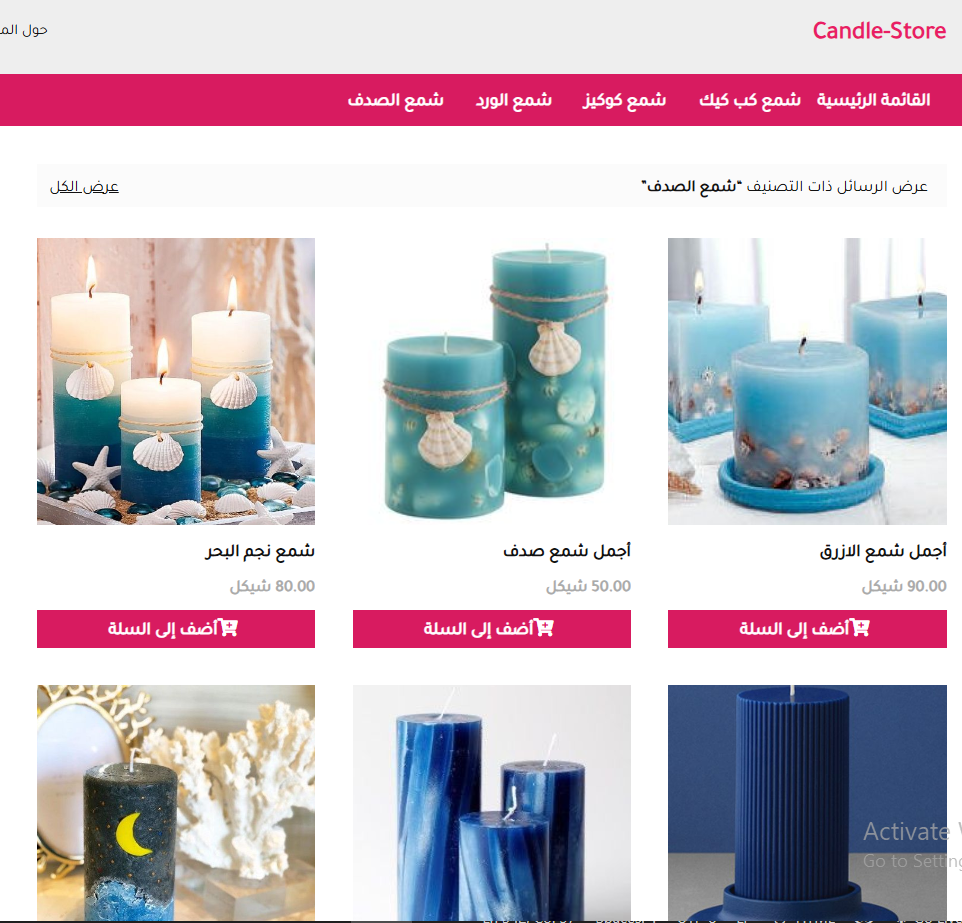 Candle-Store
حول
القائمة الرئيسية شمع كب كيك شمع كوكيز شمع الورد شمع الصدف
عرض الرسائل ذات التصنيف "شمع الصدف" عرض الكل
أجمل شمع الازرق
90.00 شيكل
أضف إلى السلة
أجمل شمع صدف
50.00 شيكل
أضف إلى السلة
شمع نجم البحر
80.00 شيكل
أضف إلى السلة
Activate
Go to